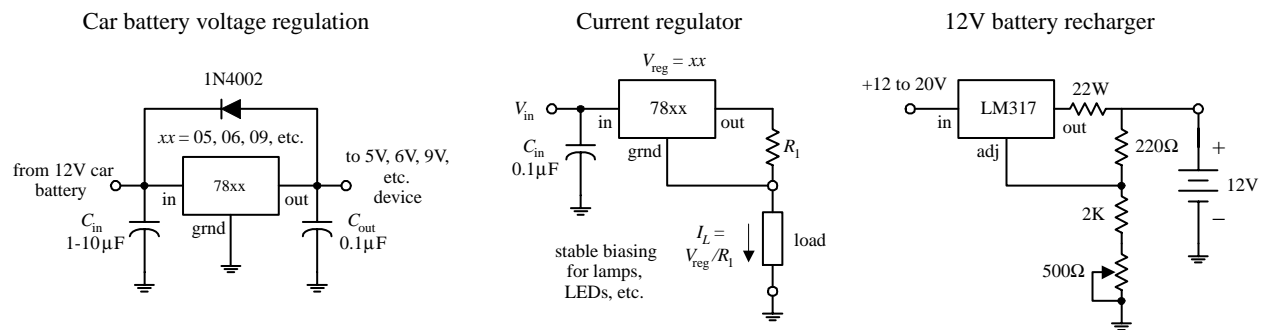 Car battery voltage regulation
1N4002
xx = 05, 06, 09, etc.
from 12V car
battery
in
78xx
out
grnd
to 5V, 6V, 9V,
etc.
device
Cin
1-10μF
Cout
0.1μF
Current regulator
Vreg = xx
Vin
in
78xx
out
grnd
Cin
0.1μF
R1
stable biasing
for lamps,
LEDs, etc.
IL =
Vreg/R1
load
12V battery recharger
+12 to 20V
in
LM317
out
adj
22W
220Ω
+
12V
−
2K
500Ω